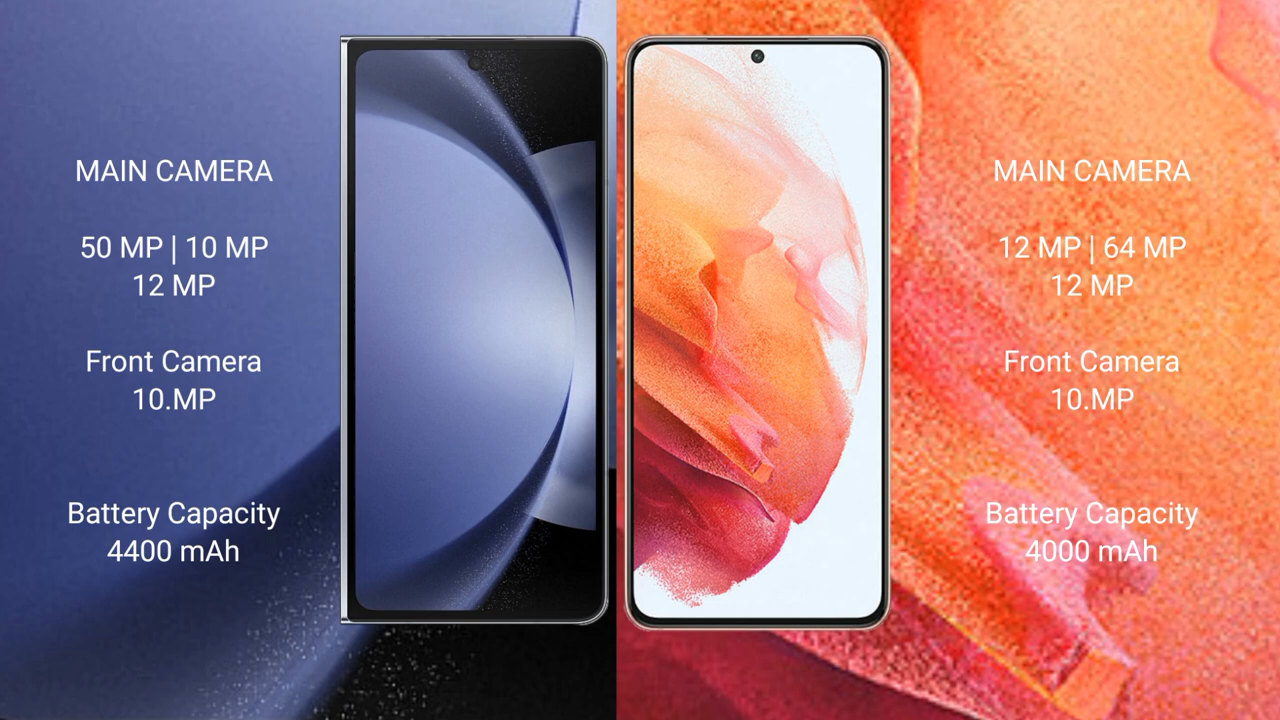 MAIN CAMERA
50 MP | 10 MP
12 MP
Front Camera
10.MP
Battery Capacity
4400 mAh
MAIN CAMERA
12 MP | 64 MP
12 MP
Front Camera
10.MP
Battery Capacity
4000 mAh